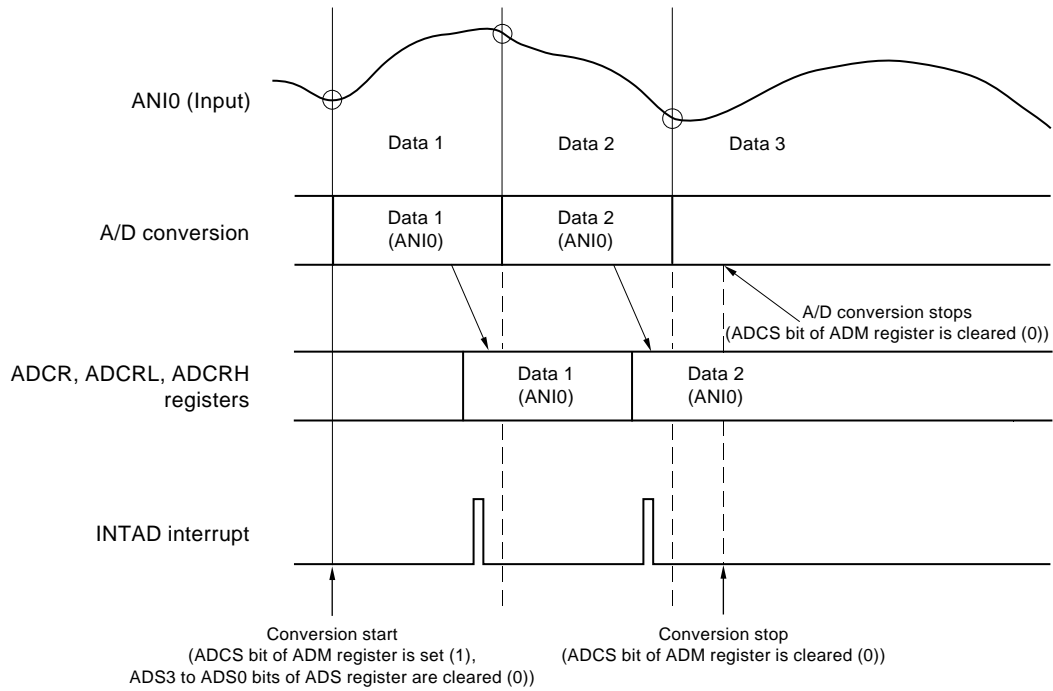 ANI0 (Input)
Data 1
Data 2
Data 3
A/D conversion
Data 1
(ANI0)
Data 2
(ANI0)
A/D conversion stops
(ADCS bit of ADM register is cleared (0))
ADCR, ADCRL, ADCRH
registers
Data 1
(ANI0)
Data 2
(ANI0)
INTAD interrupt
Conversion start
(ADCS bit of ADM register is set (1),
ADS3 to ADS0 bits of ADS register are cleared (0))
Conversion stop
(ADCS bit of ADM register is cleared (0))